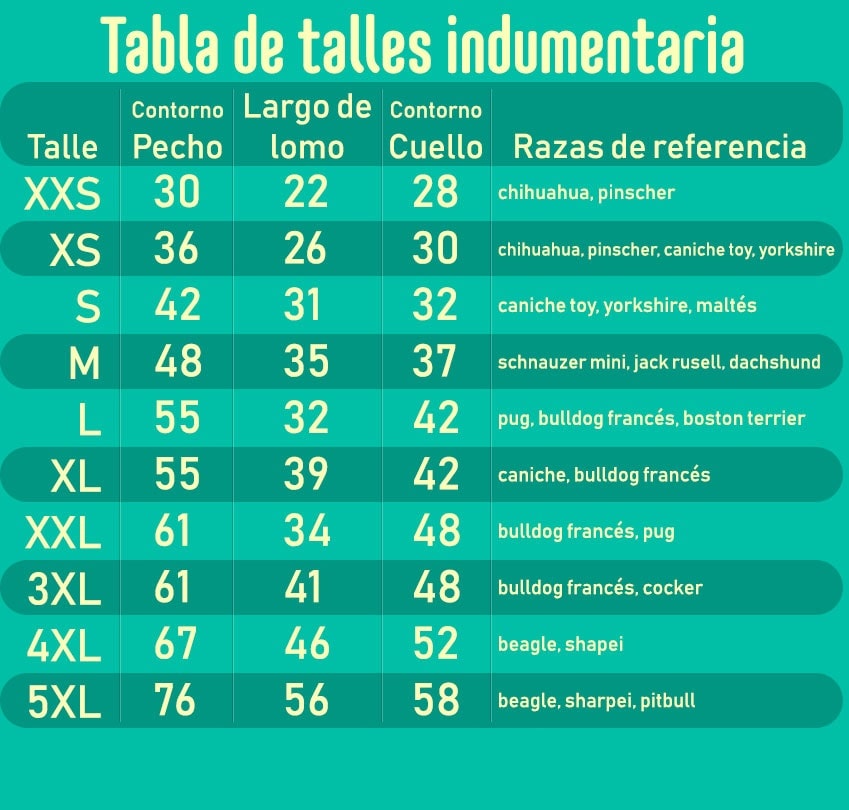 Tabla de talles indumentaria
Talle Contorno Pecho Largo de lomo Contorno Cuello Razas de referencia
XXS 30 22 28 chihuahua, pinscher
XS 36 26 30 chihuahua, pinscher, caniche toy, yorkshire
S 42 31 32 caniche toy, yorkshire, maltés
M 48 35 37 schnauzer mini, jack rusell, dachshund
L 55 32 42 pug, bulldog francés, boston terrier
XL 55 39 42 caniche, bulldog francés
XXL 61 34 48 bulldog francés, pug
3XL 61 41 48 bulldog francés, cocker
4XL 67 46 52 beagle, shapei
5XL 76 56 58 beagle, sharpei, pitbull